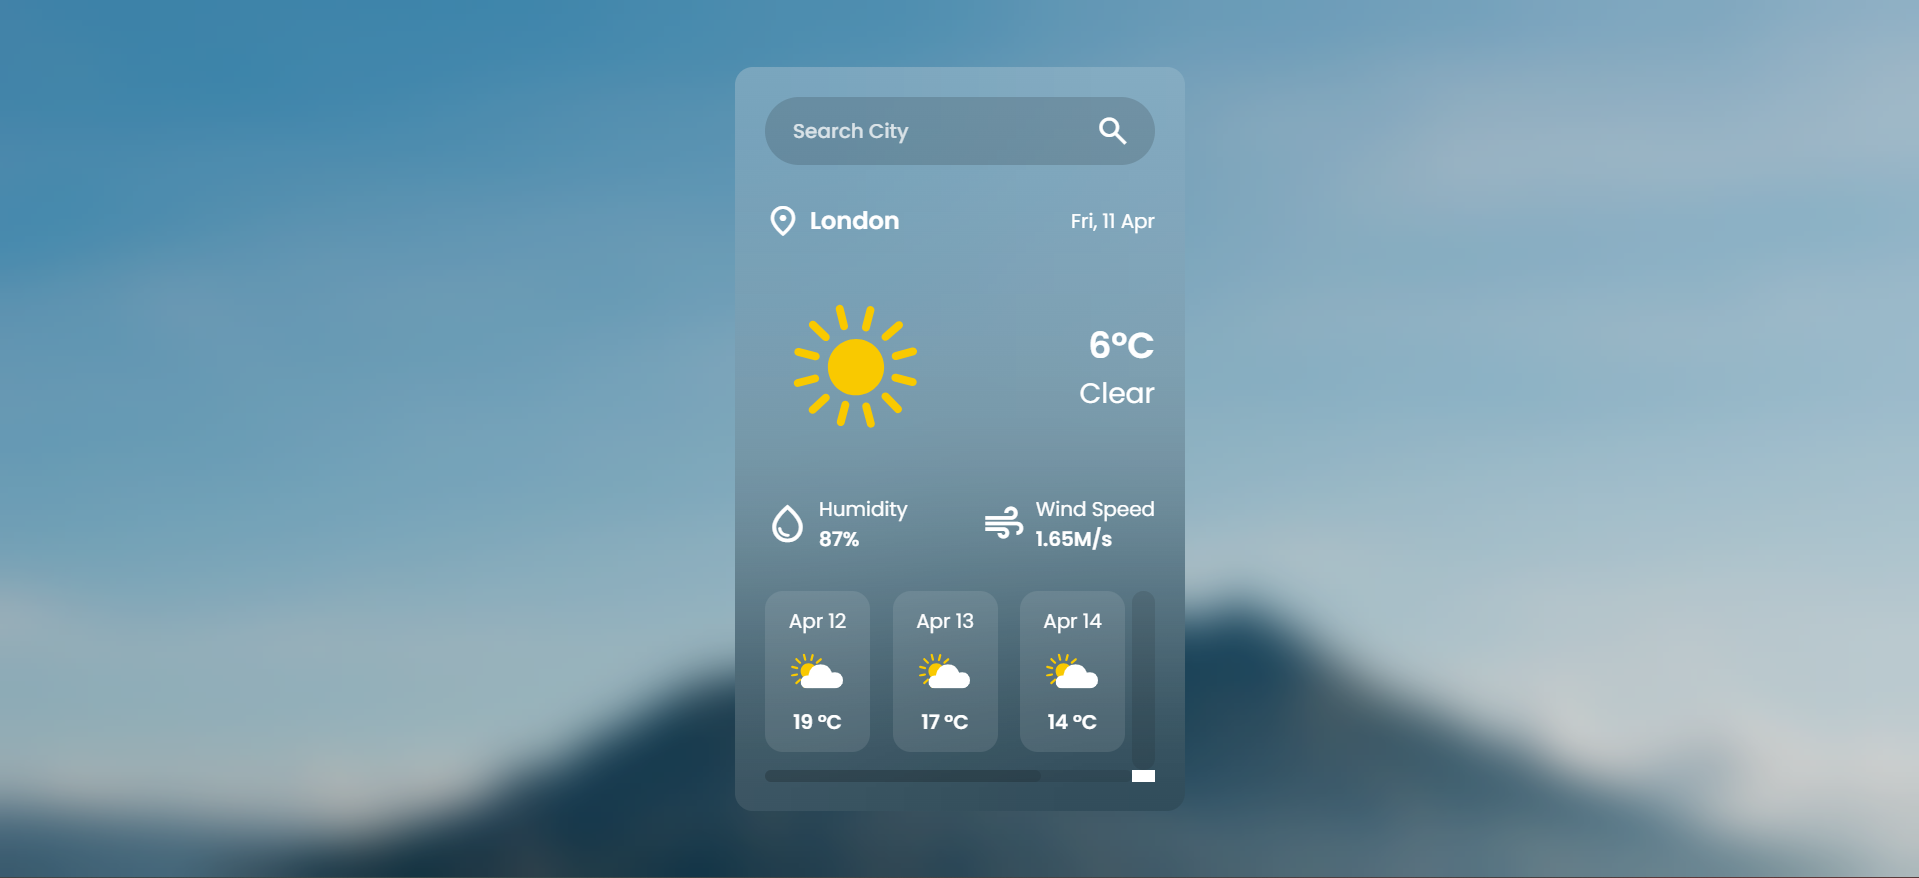 Search City
London
Fri, 11 Apr
6°C
Clear
Humidity
87%
Wind Speed
1.65M/s
Apr 12
19 °C
Apr 13
17 °C
Apr 14
14 °C